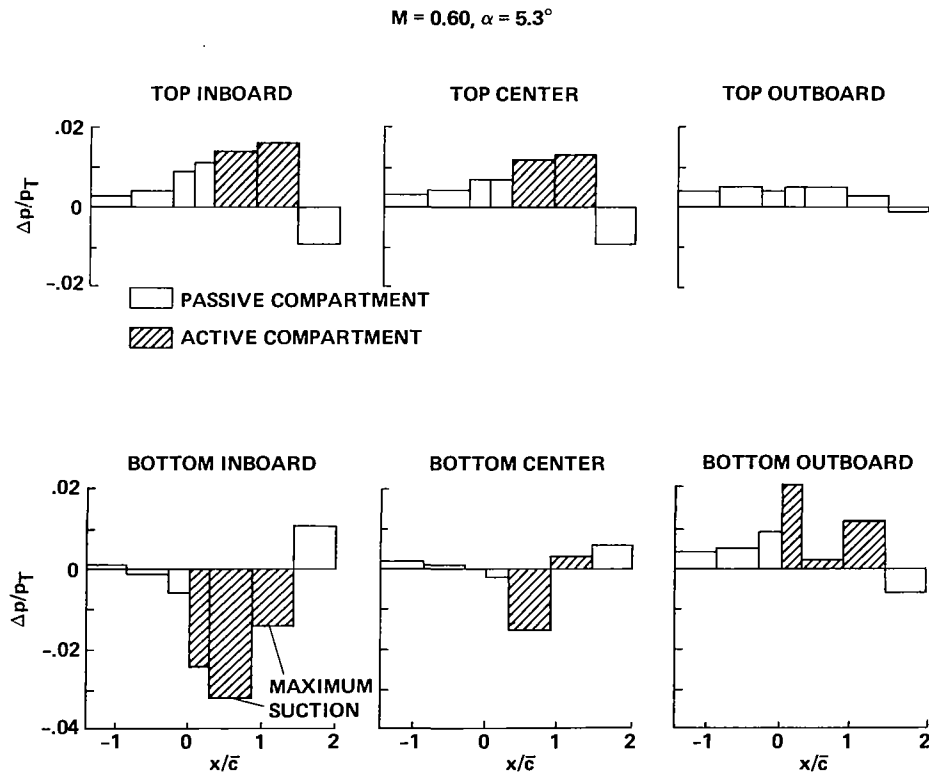 M = 0.60, α = 5.3°
TOP INBOARD
TOP CENTER
TOP OUTBOARD
.02
0
-.02
Δp/pT
PASSIVE COMPARTMENT
ACTIVE COMPARTMENT
BOTTOM INBOARD
BOTTOM CENTER
BOTTOM OUTBOARD
.02
0
-.02
-.04
Δp/pT
MAXIMUM
SUCTION
-1 0 1 2
-1 0 1 2
-1 0 1 2
x/c̄
x/c̄
x/c̄